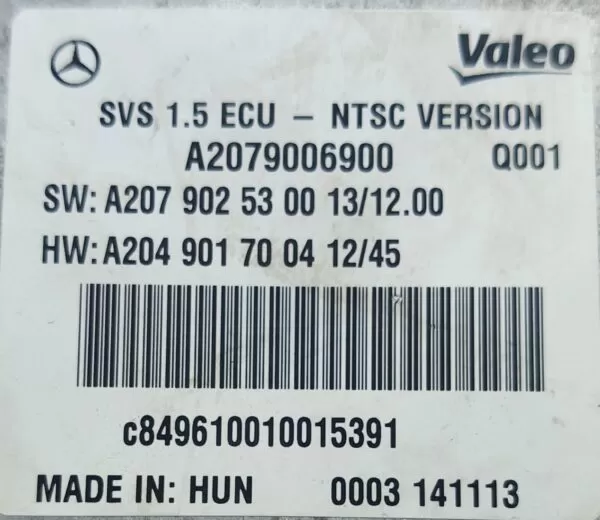 Valeo
SVS 1.5 ECU – NTSC VERSION
A2079006900 Q001
SW: A207 902 53 00 13/12.00
HW: A204 901 70 04 12/45
c849610010015391
MADE IN: HUN 0003 141113